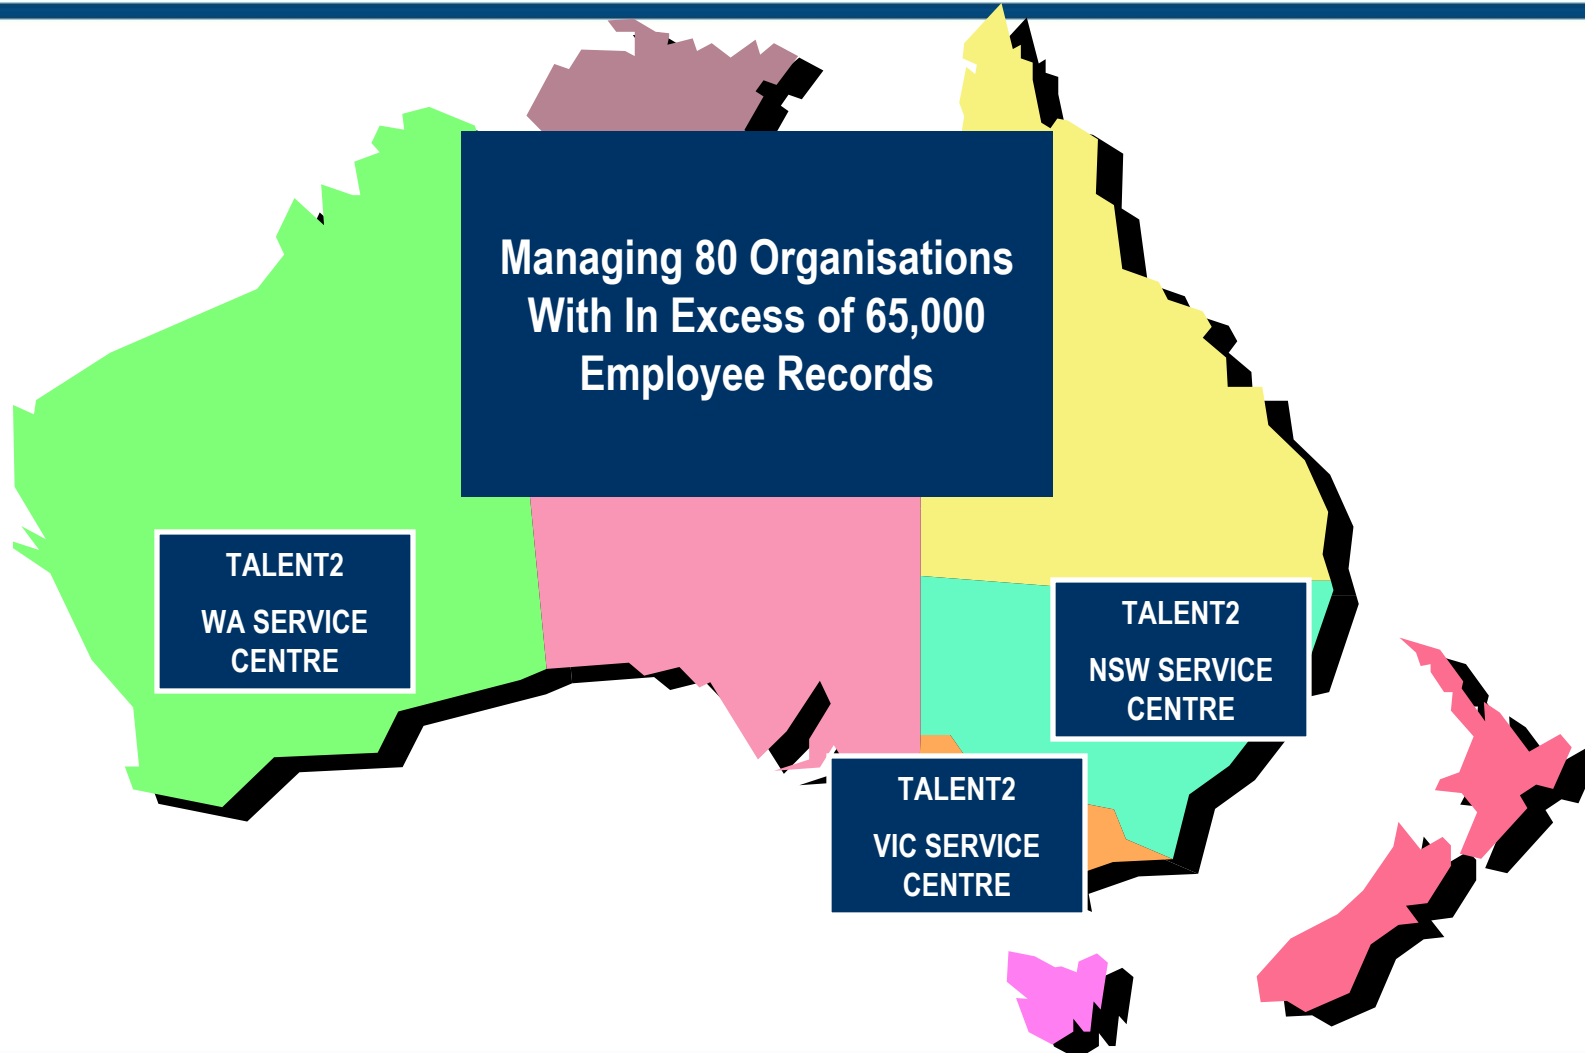 Managing 80 Organisations
With In Excess of 65,000
Employee Records
TALENT2
WA SERVICE
CENTRE
TALENT2
NSW SERVICE
CENTRE
TALENT2
VIC SERVICE
CENTRE